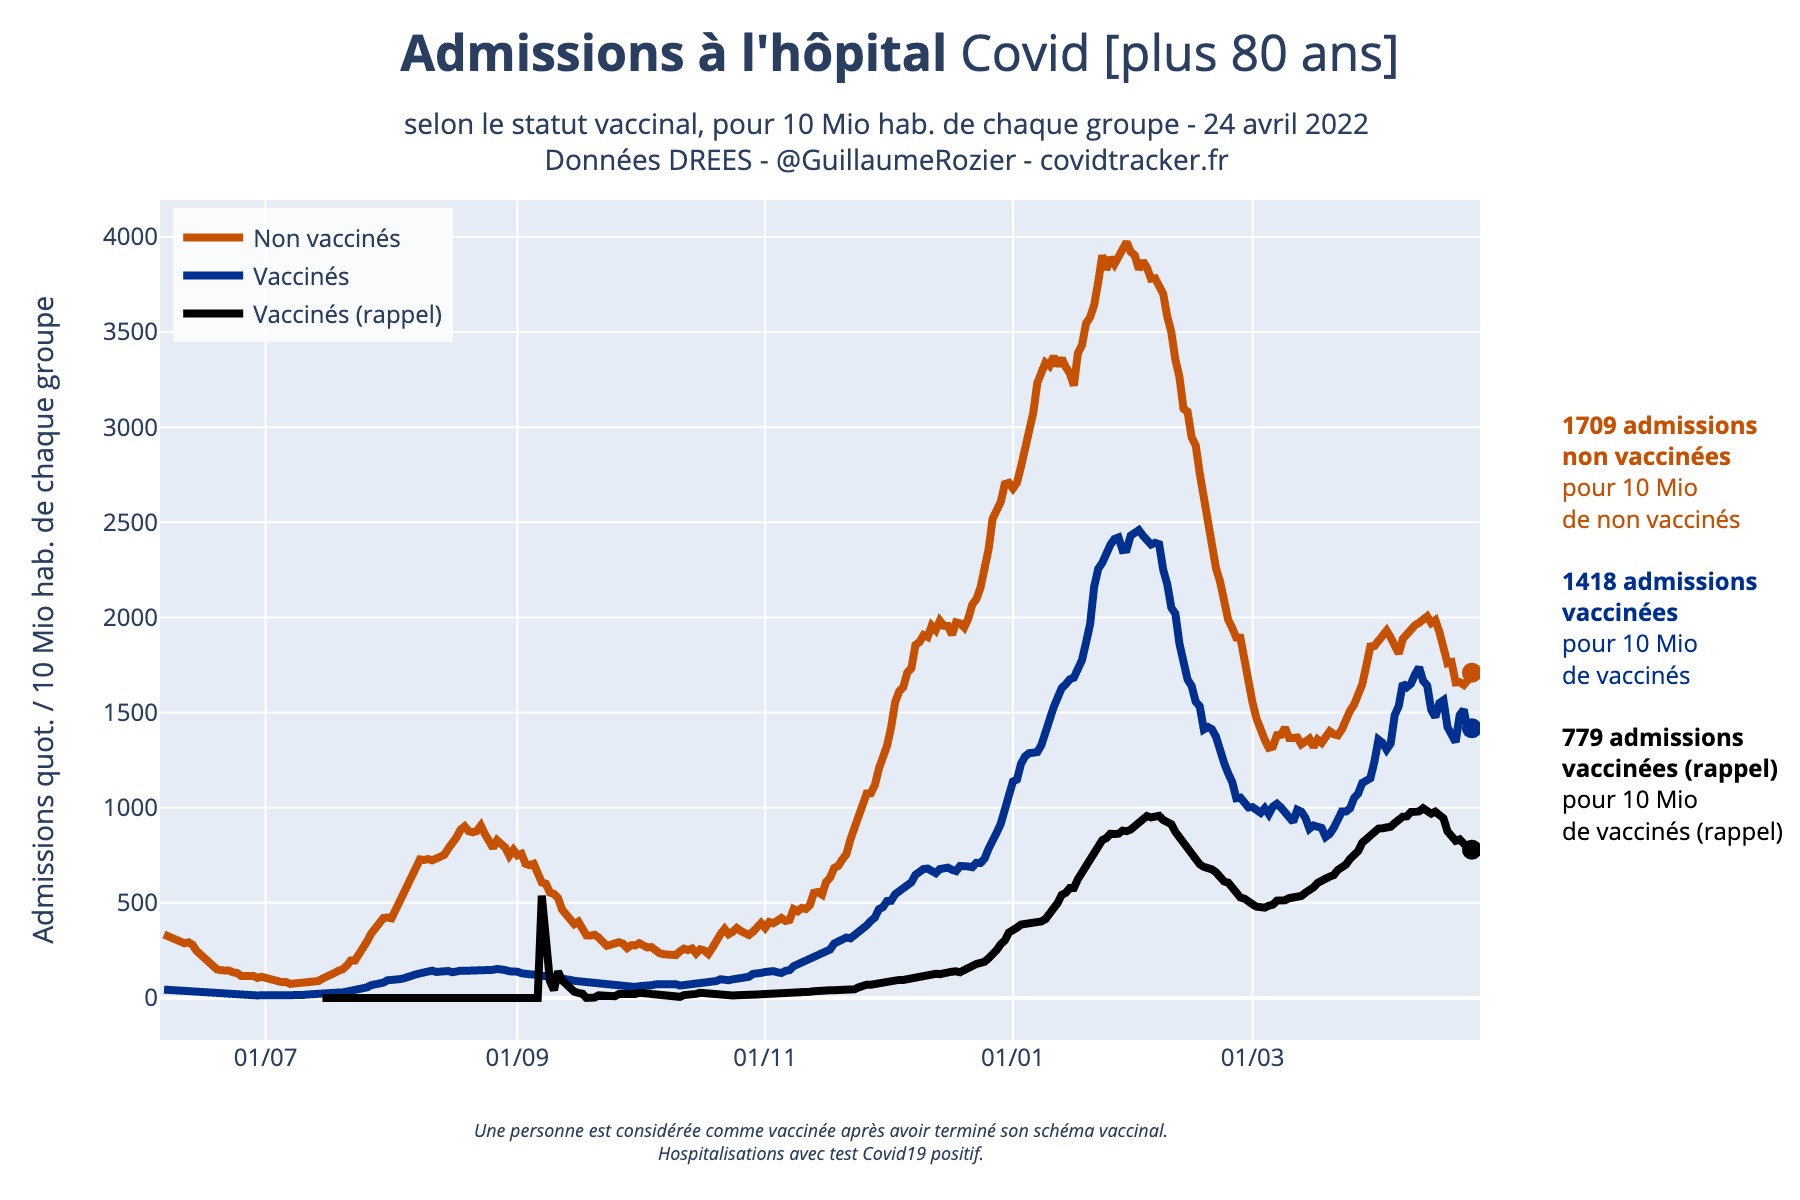 Admissions à l'hôpital Covid [plus 80 ans]
selon le statut vaccinal, pour 10 Mio hab. de chaque groupe - 24 avril 2022
Données DREES - @GuillaumeRozier - covidtracker.fr
Admissions quot. / 10 Mio hab. de chaque groupe
4000
3500
3000
2500
2000
1500
1000
500
0
Non vaccinés
Vaccinés
Vaccinés (rappel)
01/07
01/09
01/11
01/01
01/03
1709 admissions
non vaccinées
pour 10 Mio
de non vaccinés
1418 admissions
vaccinées
pour 10 Mio
de vaccinés
779 admissions
vaccinées (rappel)
pour 10 Mio
de vaccinés (rappel)
Une personne est considérée comme vaccinée après avoir terminé son schéma vaccinal.
Hospitalisations avec test Covid19 positif.